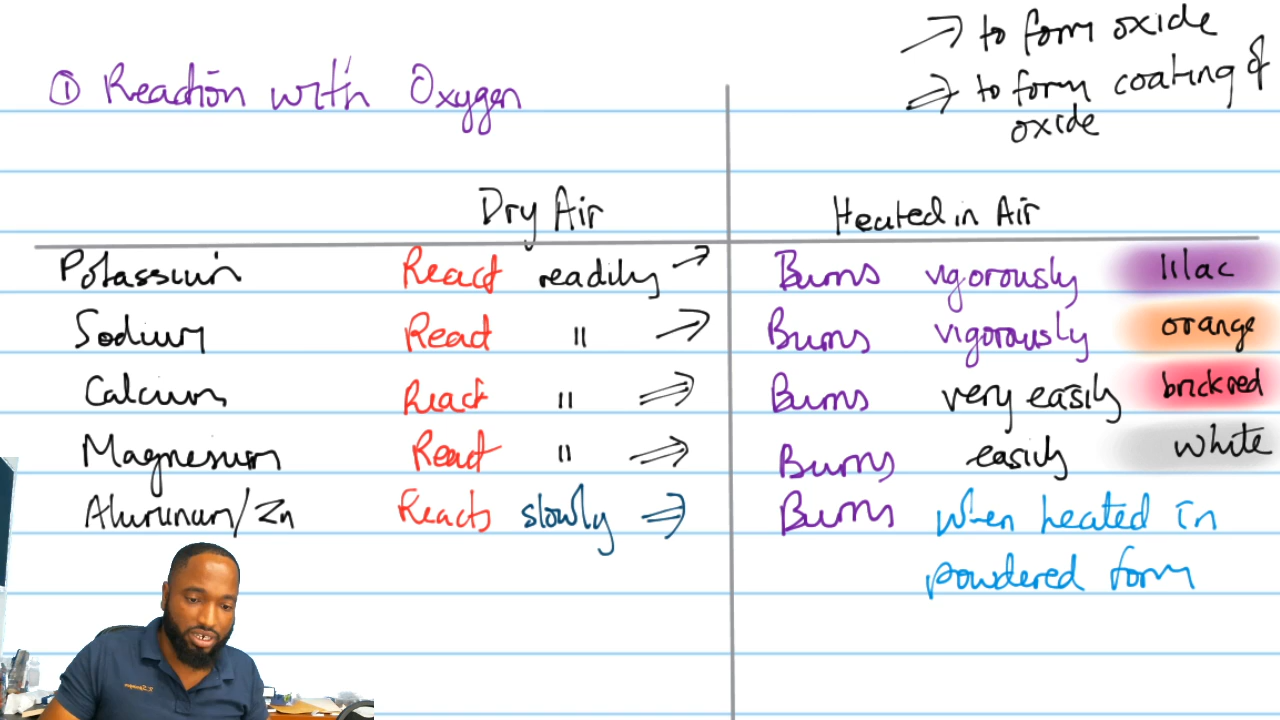 → to form oxide
① Reaction with Oxygen
⇒ to form coating of
oxide
Dry Air Heated in Air
Potassium React readily → Burns vigorously lilac
Sodium React " → Burns vigorously orange
Calcium React " ⇒ Burns very easily brick red
Magnesium React " ⇒ Burns easily white
Aluminum/Zn Reacts slowly ⇒ Burns when heated in
powdered form